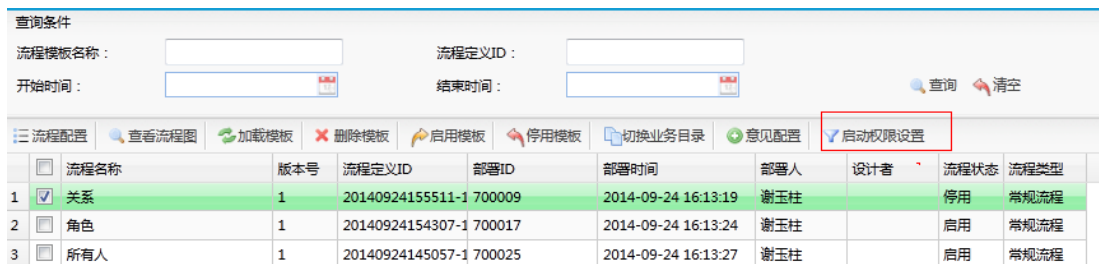 查询条件
流程模板名称： 流程定义ID：
开始时间： 结束时间： 查询 清空
流程配置 查看流程图 加载模板 删除模板 启用模板 停用模板 切换业务目录 意见配置 启动权限设置
流程名称 版本号 流程定义ID 部署ID 部署时间 部署人 设计者 流程状态 流程类型
1 关系 1 20140924155511-1 700009 2014-09-24 16:13:19 谢玉柱 停用 常规流程
2 角色 1 20140924154307-1 700017 2014-09-24 16:13:24 谢玉柱 启用 常规流程
3 所有人 1 20140924145057-1 700025 2014-09-24 16:13:27 谢玉柱 启用 常规流程